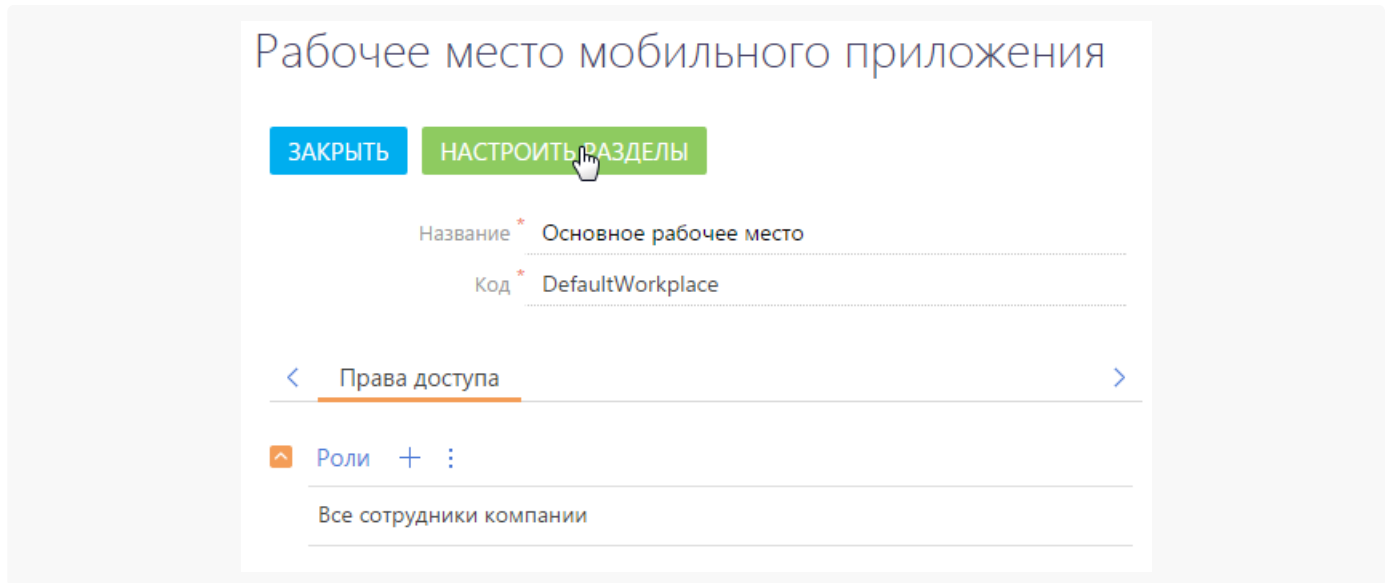 Рабочее место мобильного приложения
ЗАКРЫТЬ НАСТРОИТЬ РАЗДЕЛЫ
Название * Основное рабочее место
Код * DefaultWorkplace
Права доступа
Роли
Все сотрудники компании